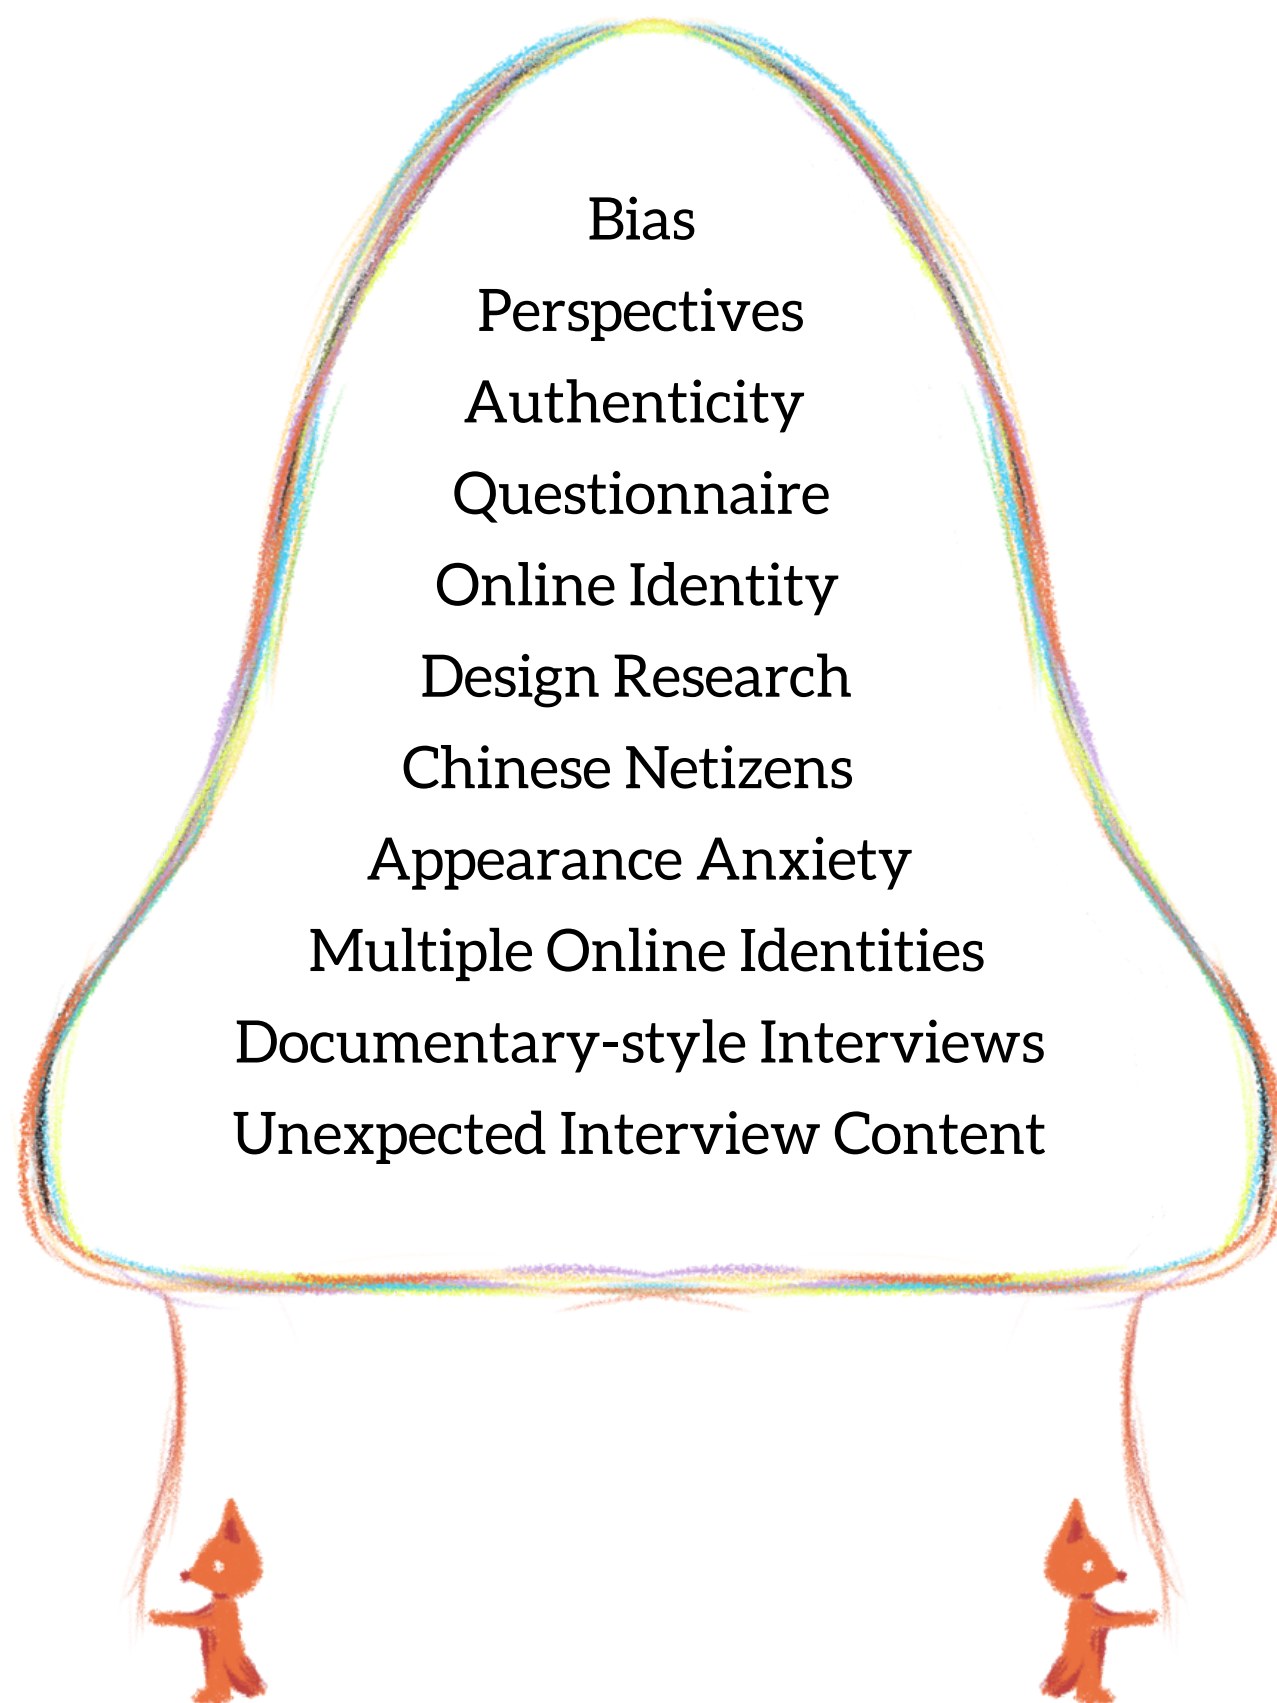 Bias
Perspectives
Authenticity
Questionnaire
Online Identity
Design Research
Chinese Netizens
Appearance Anxiety
Multiple Online Identities
Documentary-style Interviews
Unexpected Interview Content